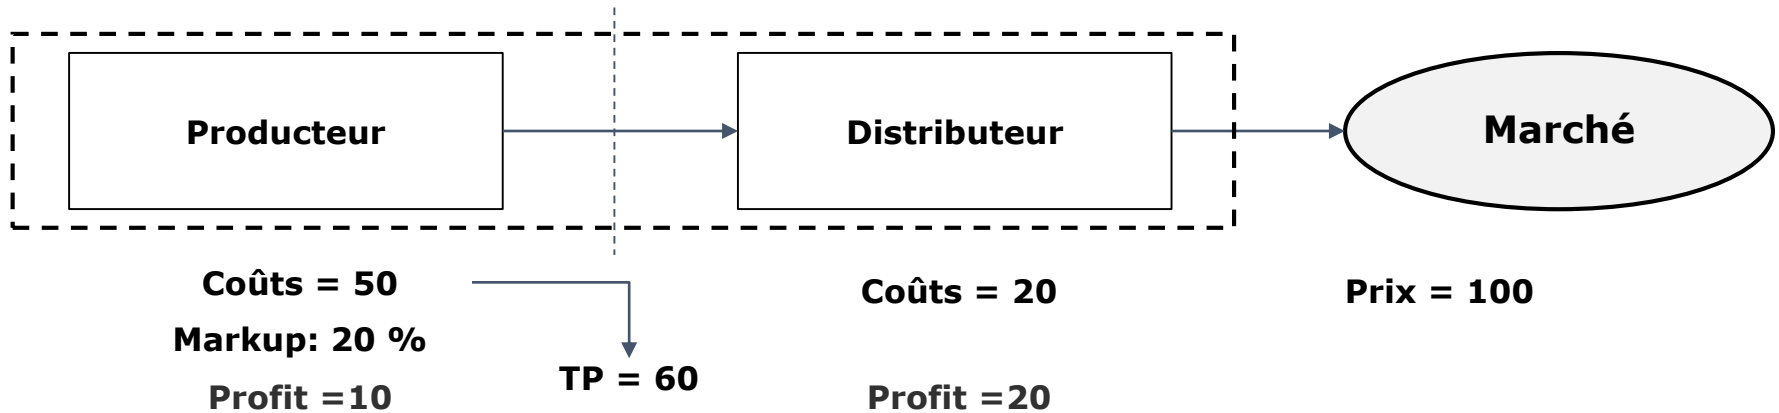 Producteur
Distributeur
Marché
Coûts = 50
Markup: 20 %
Profit =10
TP = 60
Coûts = 20
Profit =20
Prix = 100